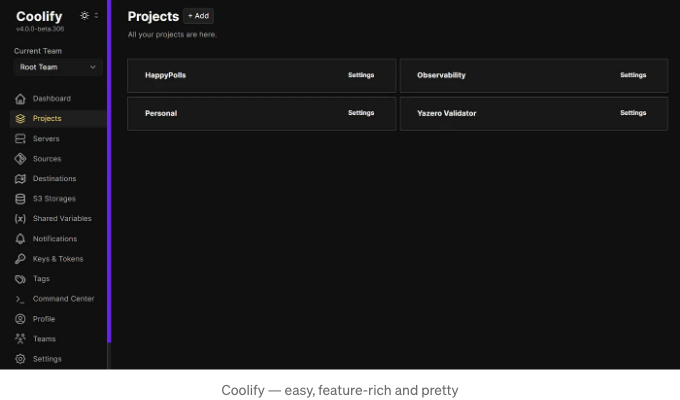 Coolify
v4.0.0-beta.306
Current Team
Root Team
Dashboard
Projects
Servers
Sources
Destinations
S3 Storages
Shared Variables
Notifications
Keys & Tokens
Tags
Command Center
Profile
Teams
Settings
Projects
+ Add
All your projects are here.
HappyPolls Settings
Observability Settings
Personal Settings
Yazero Validator Settings
Coolify — easy, feature-rich and pretty